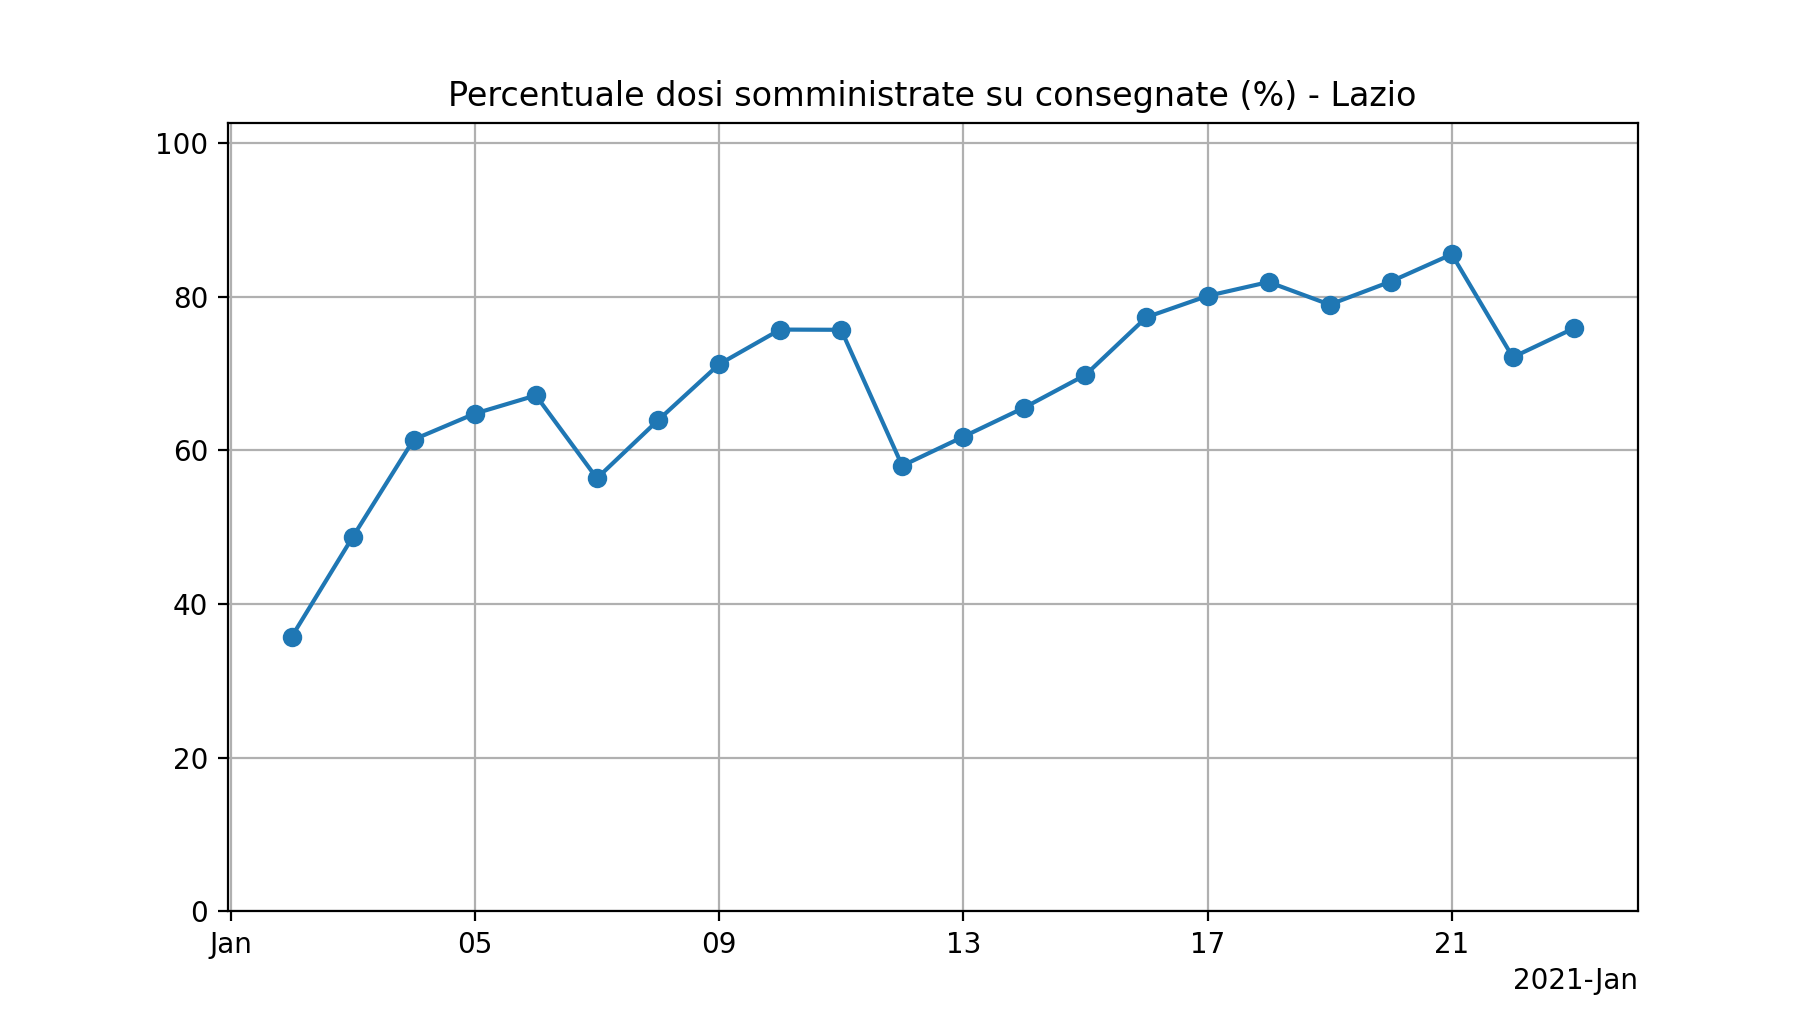 Percentuale dosi somministrate su consegnate (%) - Lazio
100
80
60
40
20
0
Jan 05 09 13 17 21
2021-Jan